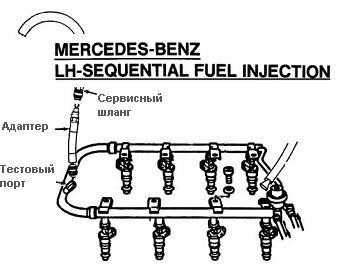 MERCEDES-BENZ
LH-SEQUENTIAL FUEL INJECTION
Сервисный
шланг
Адаптер
Тестовый
порт